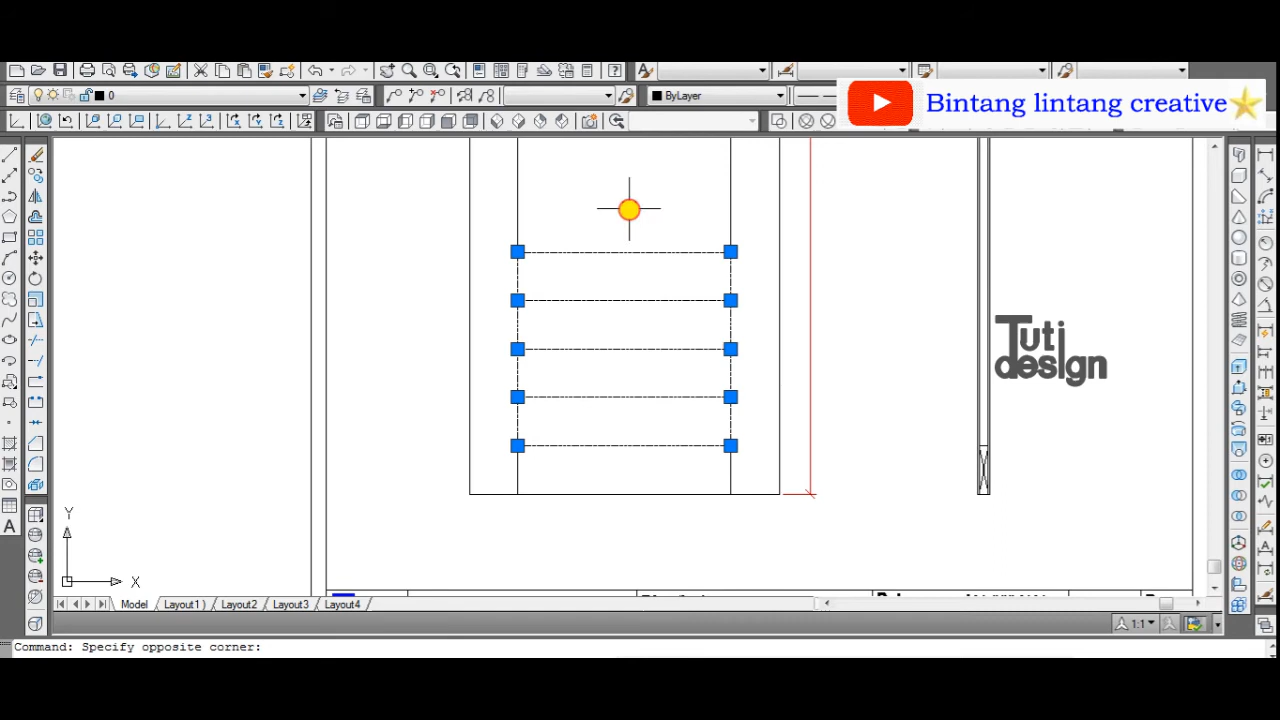 0
ByLayer
Bintang lintang creative
Tuti
design
Y
X
Model Layout1 Layout2 Layout3 Layout4
1:1
Command: Specify opposite corner: